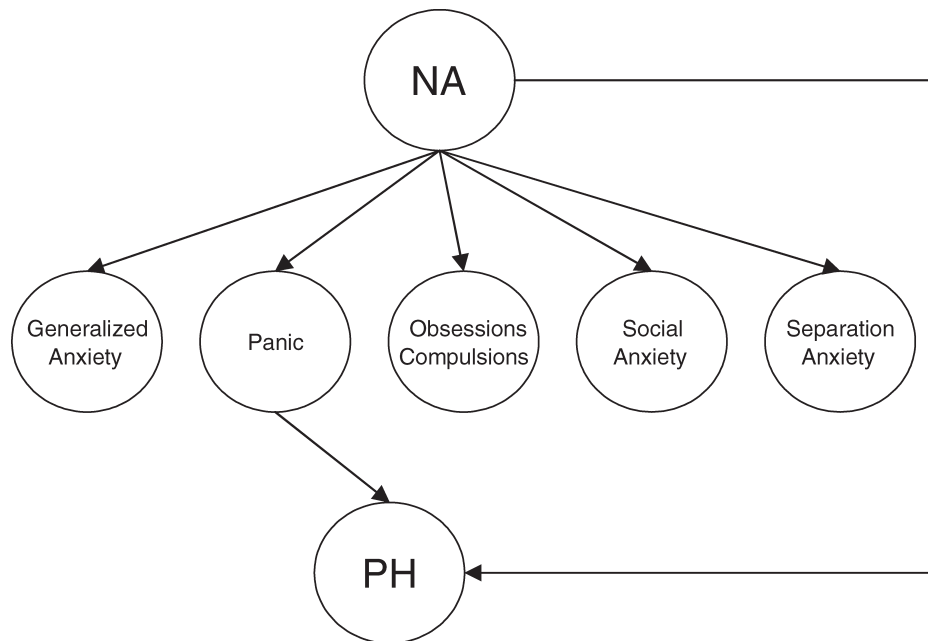 NA
Generalized
Anxiety
Panic
Obsessions
Compulsions
Social
Anxiety
Separation
Anxiety
PH